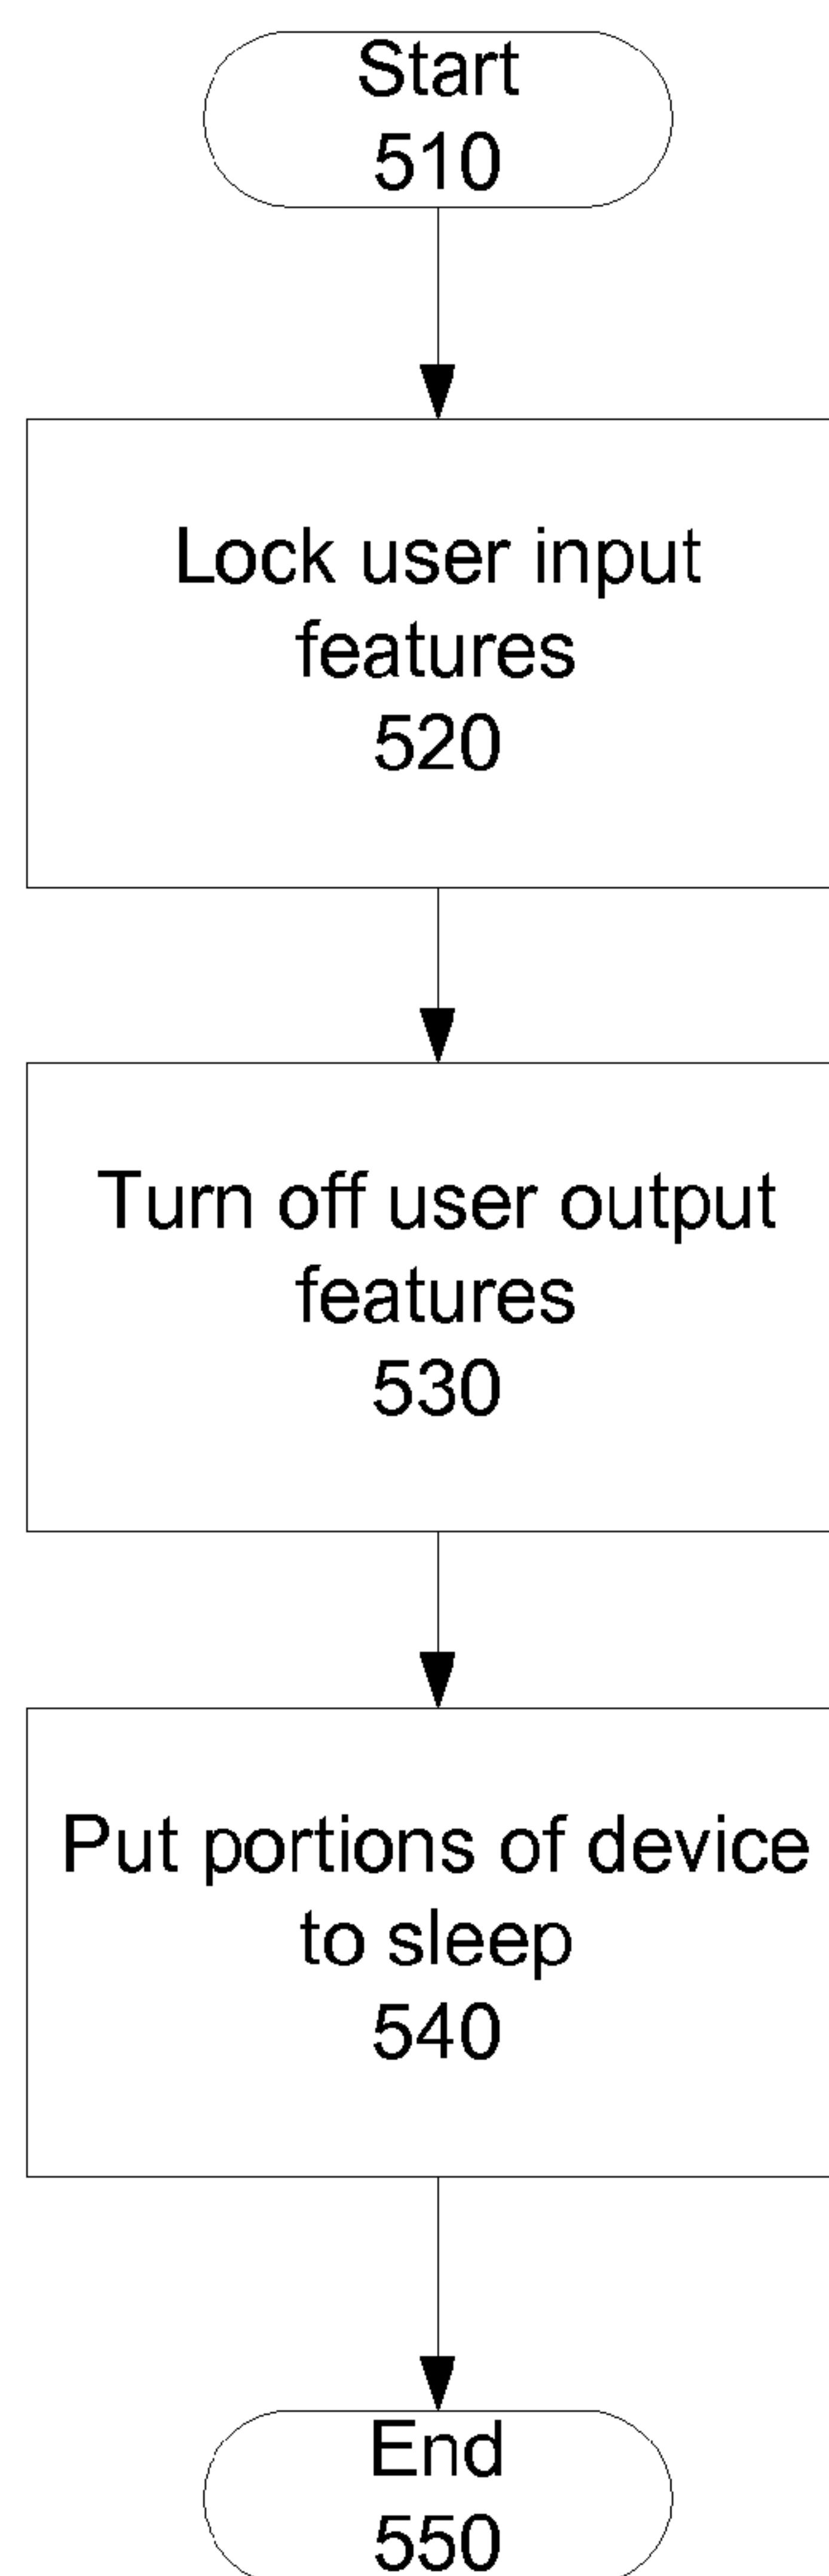 Start
510
Lock user input
features
520
Turn off user output
features
530
Put portions of device
to sleep
540
End
550